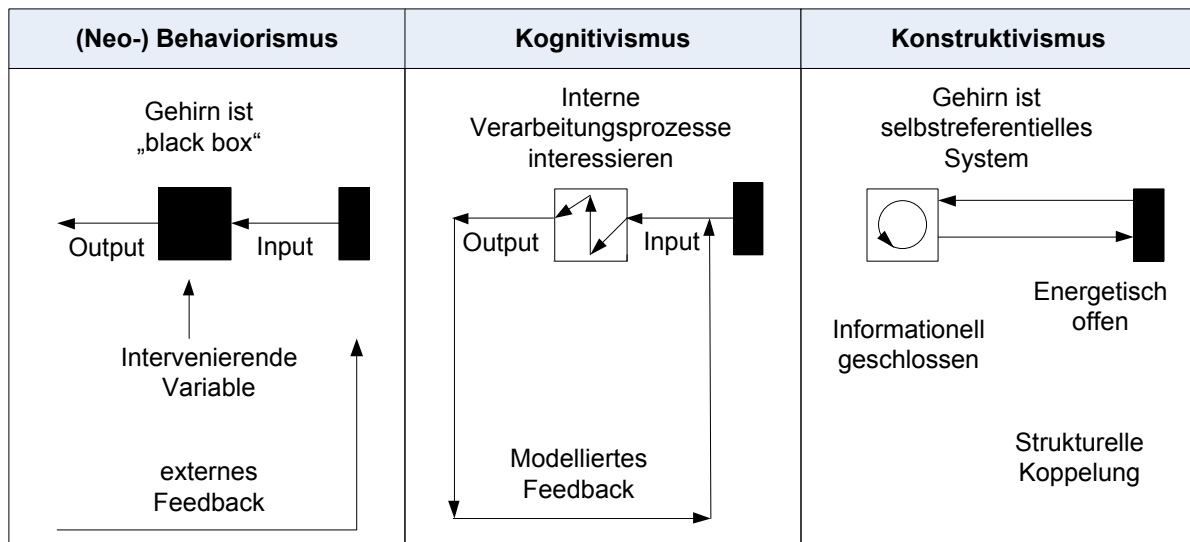 (Neo-) Behaviorismus
Gehirn ist
„black box“
Output
Input
Intervenierende
Variable
externes
Feedback
Kognitivismus
Interne
Verarbeitungsprozesse
interessieren
Output
Input
Modelliertes
Feedback
Konstruktivismus
Gehirn ist
selbstreferentielles
System
Energetisch
offen
Informationell
geschlossen
Strukturelle
Koppelung